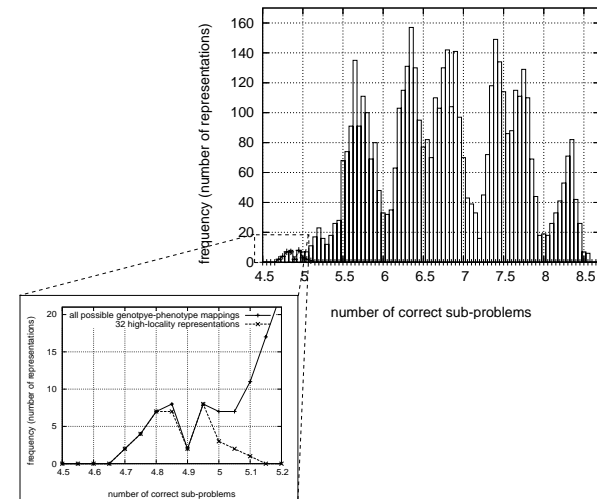 160
140
120
100
80
60
40
20
0
frequency (number of representations)
4.5 5 5.5 6 6.5 7 7.5 8 8.5
number of correct sub-problems
all possible genotpye-phenotype mappings
32 high-locality representations
20
15
10
5
0
frequency (number of representations)
4.5 4.6 4.7 4.8 4.9 5 5.1 5.2
number of correct sub-problems